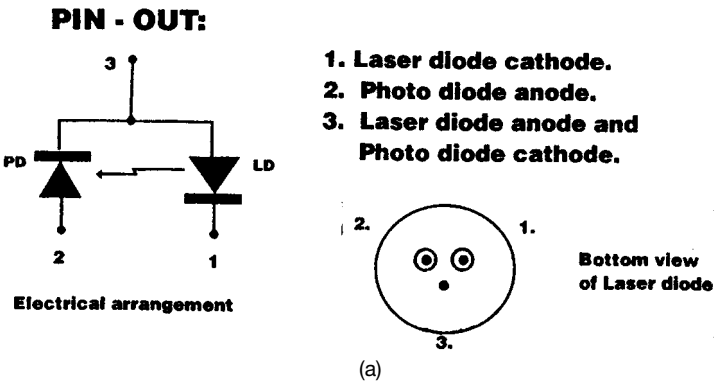 PIN - OUT:
3
PD
LD
2
1
Electrical arrangement
1. Laser diode cathode.
2. Photo diode anode.
3. Laser diode anode and
Photo diode cathode.
2.
1.
3.
Bottom view
of Laser diode
(a)